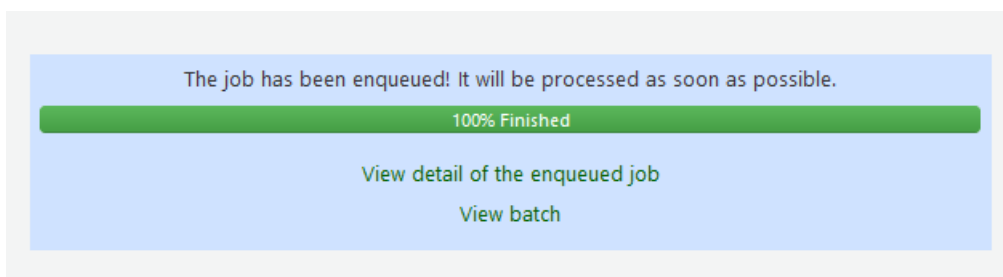 The job has been enqueued! It will be processed as soon as possible.
100% Finished
View detail of the enqueued job
View batch